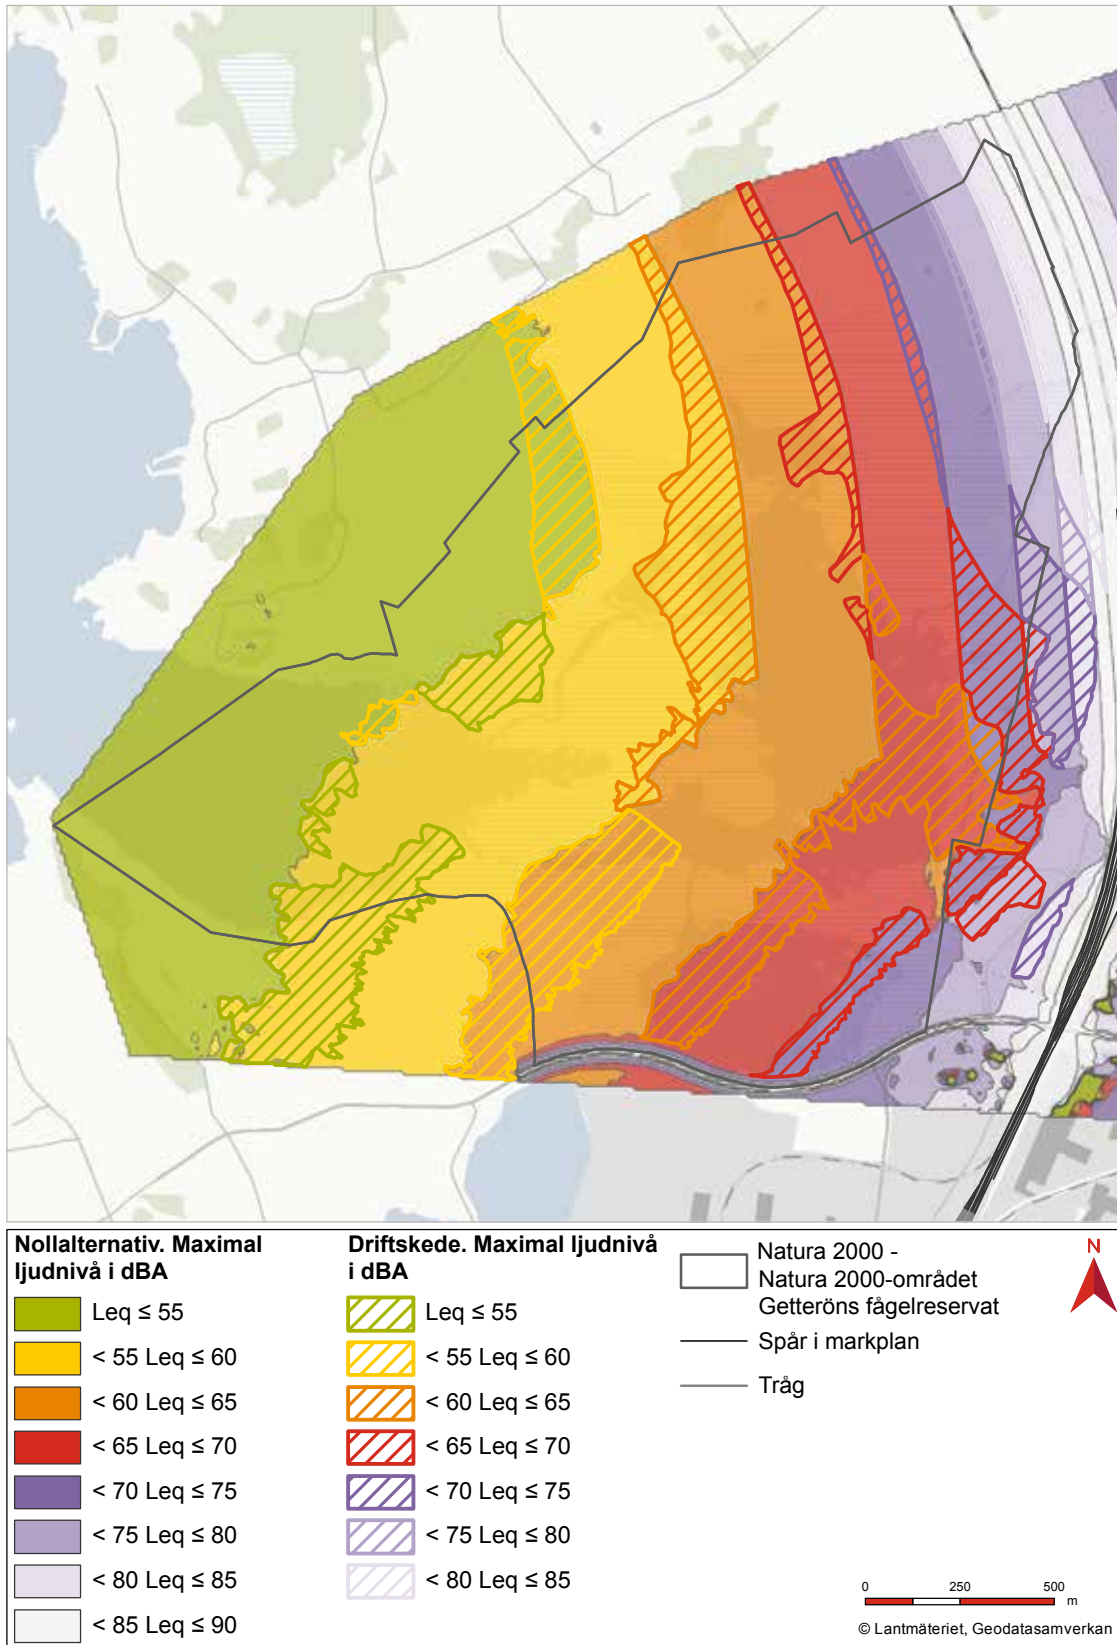 Nollalternativ. Maximal
ljudnivå i dBA
Leq ≤ 55
< 55 Leq ≤ 60
< 60 Leq ≤ 65
< 65 Leq ≤ 70
< 70 Leq ≤ 75
< 75 Leq ≤ 80
< 80 Leq ≤ 85
< 85 Leq ≤ 90
Driftskede. Maximal ljudnivå
i dBA
Leq ≤ 55
< 55 Leq ≤ 60
< 60 Leq ≤ 65
< 65 Leq ≤ 70
< 70 Leq ≤ 75
< 75 Leq ≤ 80
< 80 Leq ≤ 85
Natura 2000 -
Natura 2000-området
Getteröns fågelreservat
Spår i markplan
Tråg
N
0 250 500
m
© Lantmäteriet, Geodatasamverkan